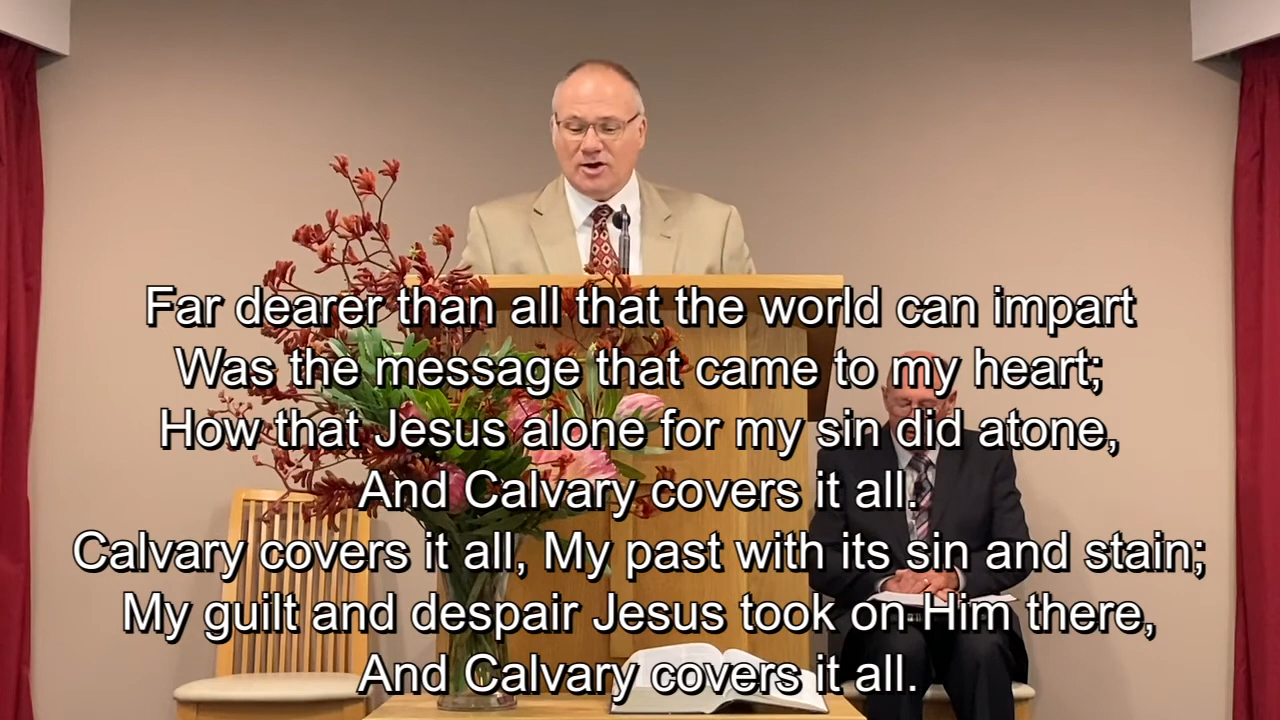 Far dearer than all that the world can impart
Was the message that came to my heart;
How that Jesus alone for my sin did atone,
And Calvary covers it all.
Calvary covers it all, My past with its sin and stain;
My guilt and despair Jesus took on Him there,
And Calvary covers it all.